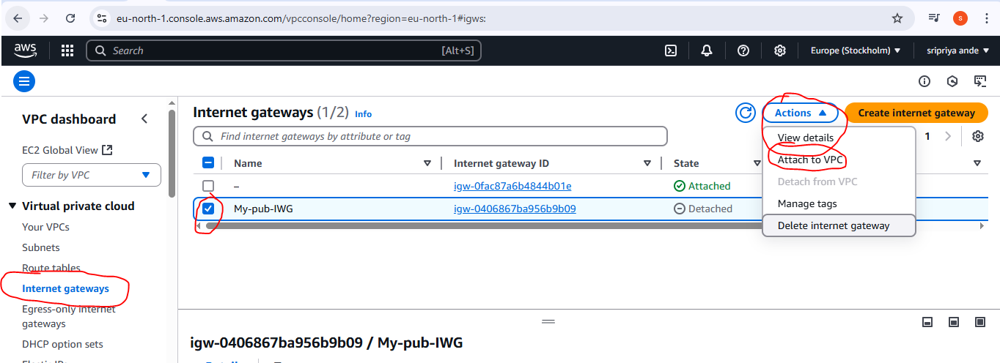 eu-north-1.console.aws.amazon.com/vpcconsole/home?region=eu-north-1#igws:
S
aws
Search [Alt+S]
Europe (Stockholm)
sripriya ande
VPC dashboard
EC2 Global View
Filter by VPC
Virtual private cloud
Your VPCs
Subnets
Route tables
Internet gateways
Egress-only internet
gateways
DHCP option sets
Internet gateways (1/2) Info
Actions
Create internet gateway
Find internet gateways by attribute or tag
1
View details
Attach to VPC
Detach from VPC
Manage tags
Delete internet gateway
Name Internet gateway ID State
– igw-0fac87a6b4844b01e Attached
My-pub-IWG igw-0406867ba956b9b09 Detached
igw-0406867ba956b9b09 / My-pub-IWG